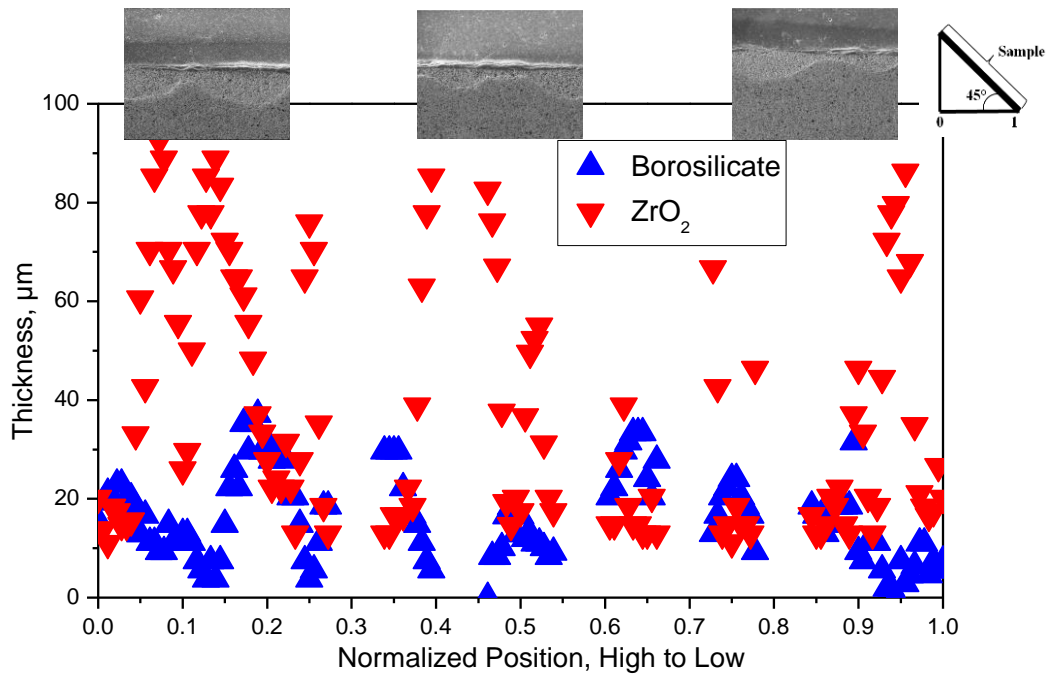 Sample
45°
0 1
100
80
60
40
20
0
Thickness, µm
Borosilicate
ZrO₂
0.0 0.1 0.2 0.3 0.4 0.5 0.6 0.7 0.8 0.9 1.0
Normalized Position, High to Low